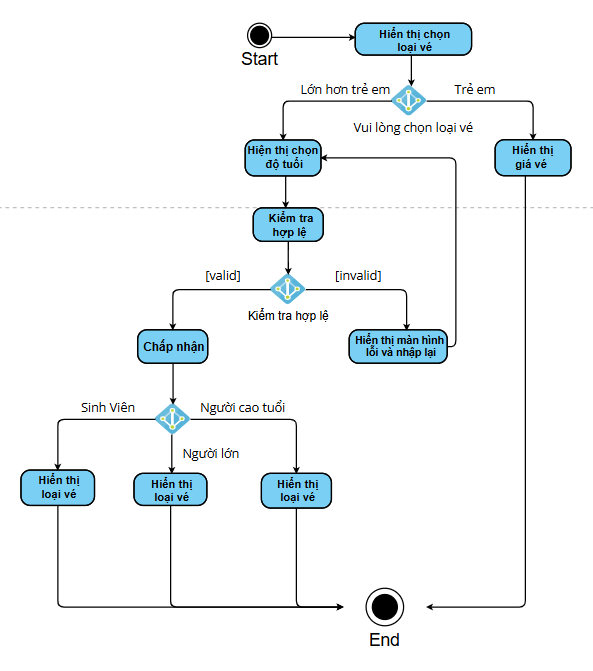 Hiển thị chọn
loại vé
Start
Lớn hơn trẻ em
Trẻ em
Vui lòng chọn loại vé
Hiện thị chọn
độ tuổi
Hiển thị
giá vé
Kiểm tra
hợp lệ
[valid]
[invalid]
Kiểm tra hợp lệ
Chấp nhận
Hiển thị màn hình
lỗi và nhập lại
Sinh Viên
Người cao tuổi
Người lớn
Hiển thị
loại vé
Hiển thị
loại vé
Hiển thị
loại vé
End